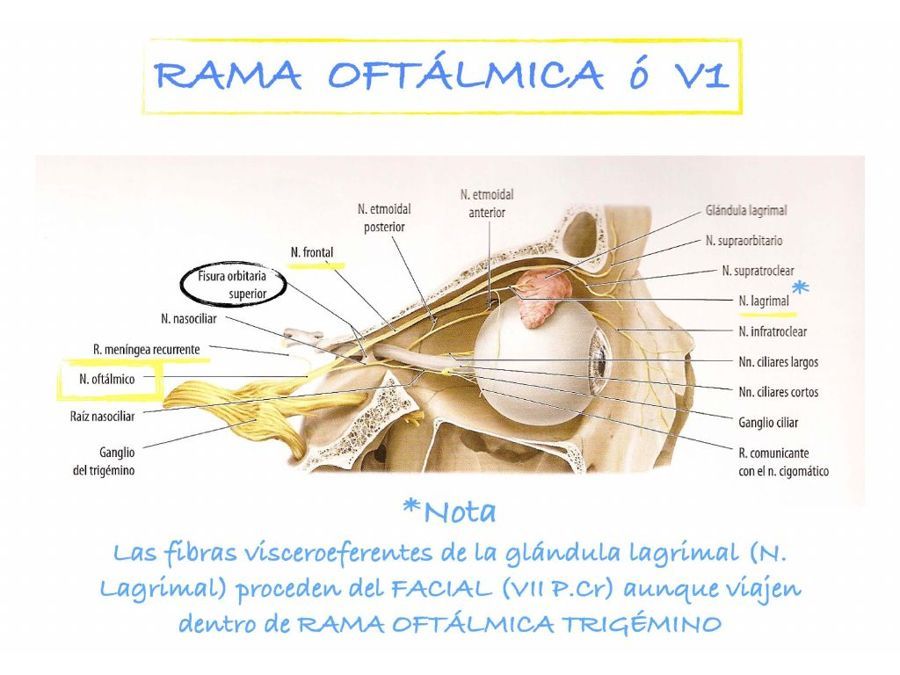 RAMA OFTÁLMICA ó V1
N. etmoidal
anterior
N. etmoidal
posterior
N. frontal
Fisura orbitaria
superior
N. nasociliar
R. meníngea recurrente
N. oftálmico
Raíz nasociliar
Ganglio
del trigémino
Glándula lagrimal
N. supraorbitario
N. supratroclear
N. lagrimal *
N. infratroclear
Nn. ciliares largos
Nn. ciliares cortos
Ganglio ciliar
R. comunicante
con el n. cigomático
*Nota
Las fibras visceroeferentes de la glándula lagrimal (N.
Lagrimal) proceden del FACIAL (VII P.Cr) aunque viajen
dentro de RAMA OFTÁLMICA TRIGÉMINO